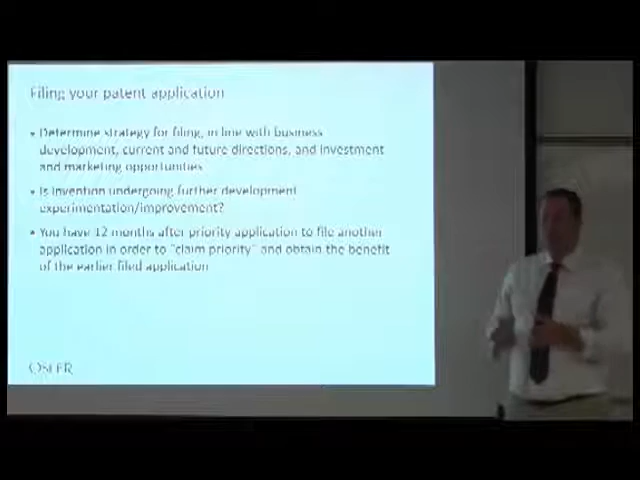 Filing your patent application
• Determine strategy for filing, in line with business
development, current and future directions, and investment
and marketing opportunities
• Is invention undergoing further development
experimentation/improvement?
• You have 12 months after priority application to file another
application in order to "claim priority" and obtain the benefit
of the earlier filed application
OSLER